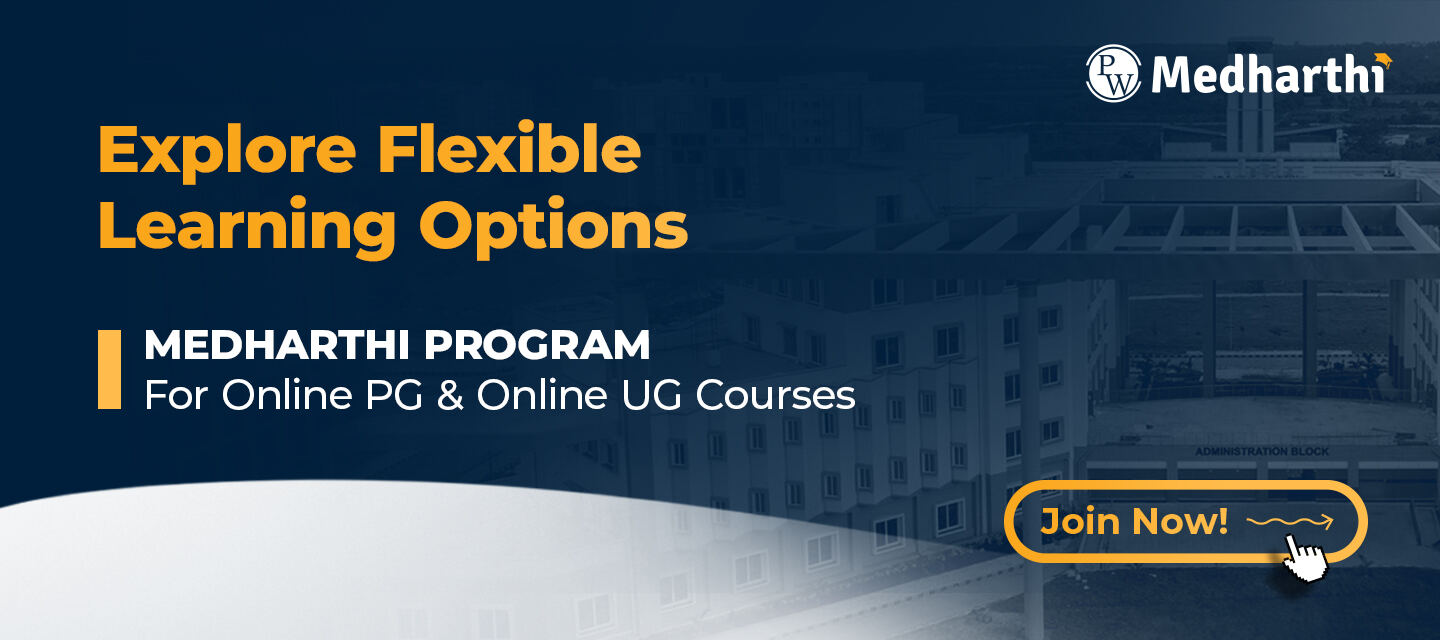 PW Medharthi
Explore Flexible
Learning Options
MEDHARTHI PROGRAM
For Online PG & Online UG Courses
ADMINISTRATION BLOCK
Join Now!